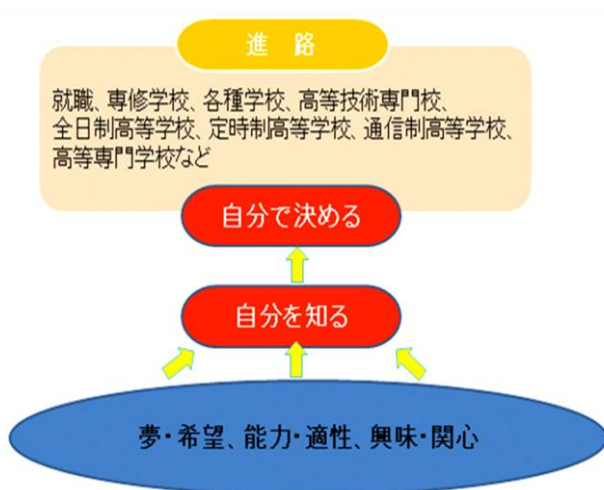 進 路
就職、専修学校、各種学校、高等技術専門校、
全日制高等学校、定時制高等学校、通信制高等学校、
高等専門学校など
自分で決める
自分を知る
夢・希望、能力・適性、興味・関心